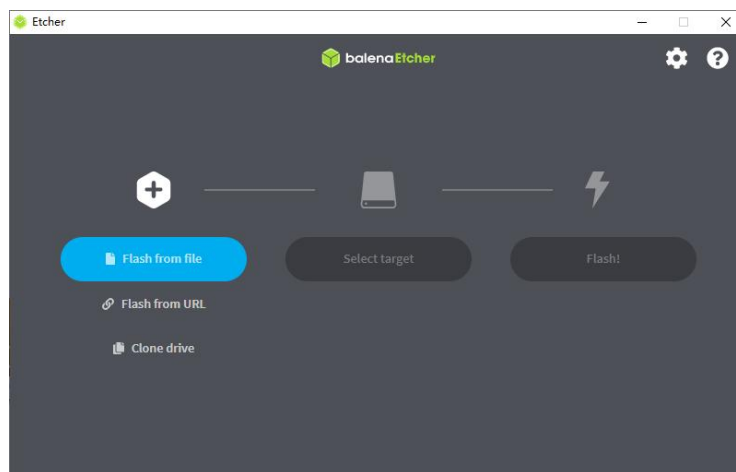 Etcher
balenaEtcher
Flash from file
Select target
Flash!
Flash from URL
Clone drive